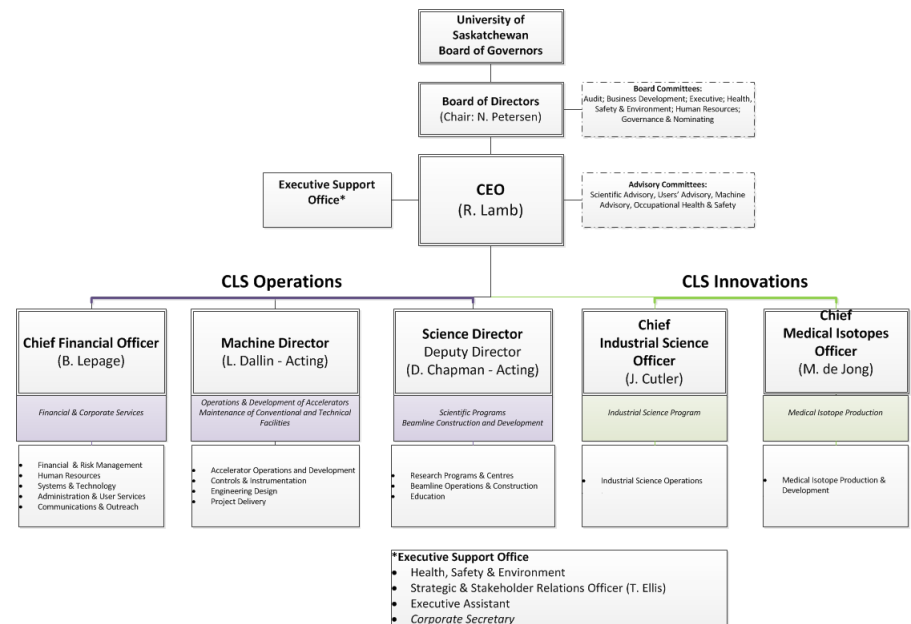 University of
Saskatchewan
Board of Governors
Board of Directors
(Chair: N. Petersen)
Board Committees:
Audit; Business Development; Executive; Health,
Safety & Environment; Human Resources;
Governance & Nominating
Executive Support
Office*
CEO
(R. Lamb)
Advisory Committees:
Scientific Advisory, Users' Advisory, Machine
Advisory, Occupational Health & Safety
CLS Operations
CLS Innovations
Chief Financial Officer
(B. Lepage)
Financial & Corporate Services
• Financial & Risk Management
• Human Resources
• Systems & Technology
• Administration & User Services
• Communications & Outreach
Machine Director
(L. Dallin - Acting)
Operations & Development of Accelerators
Maintenance of Conventional and Technical
Facilities
• Accelerator Operations and Development
• Controls & Instrumentation
• Engineering Design
• Project Delivery
Science Director
Deputy Director
(D. Chapman - Acting)
Scientific Programs
Beamline Construction and Development
• Research Programs & Centres
• Beamline Operations & Construction
• Education
Chief
Industrial Science
Officer
(J. Cutler)
Industrial Science Program
• Industrial Science Operations
Chief
Medical Isotopes
Officer
(M. de Jong)
Medical Isotope Production
• Medical Isotope Production &
Development
*Executive Support Office
• Health, Safety & Environment
• Strategic & Stakeholder Relations Officer (T. Ellis)
• Executive Assistant
• Corporate Secretary